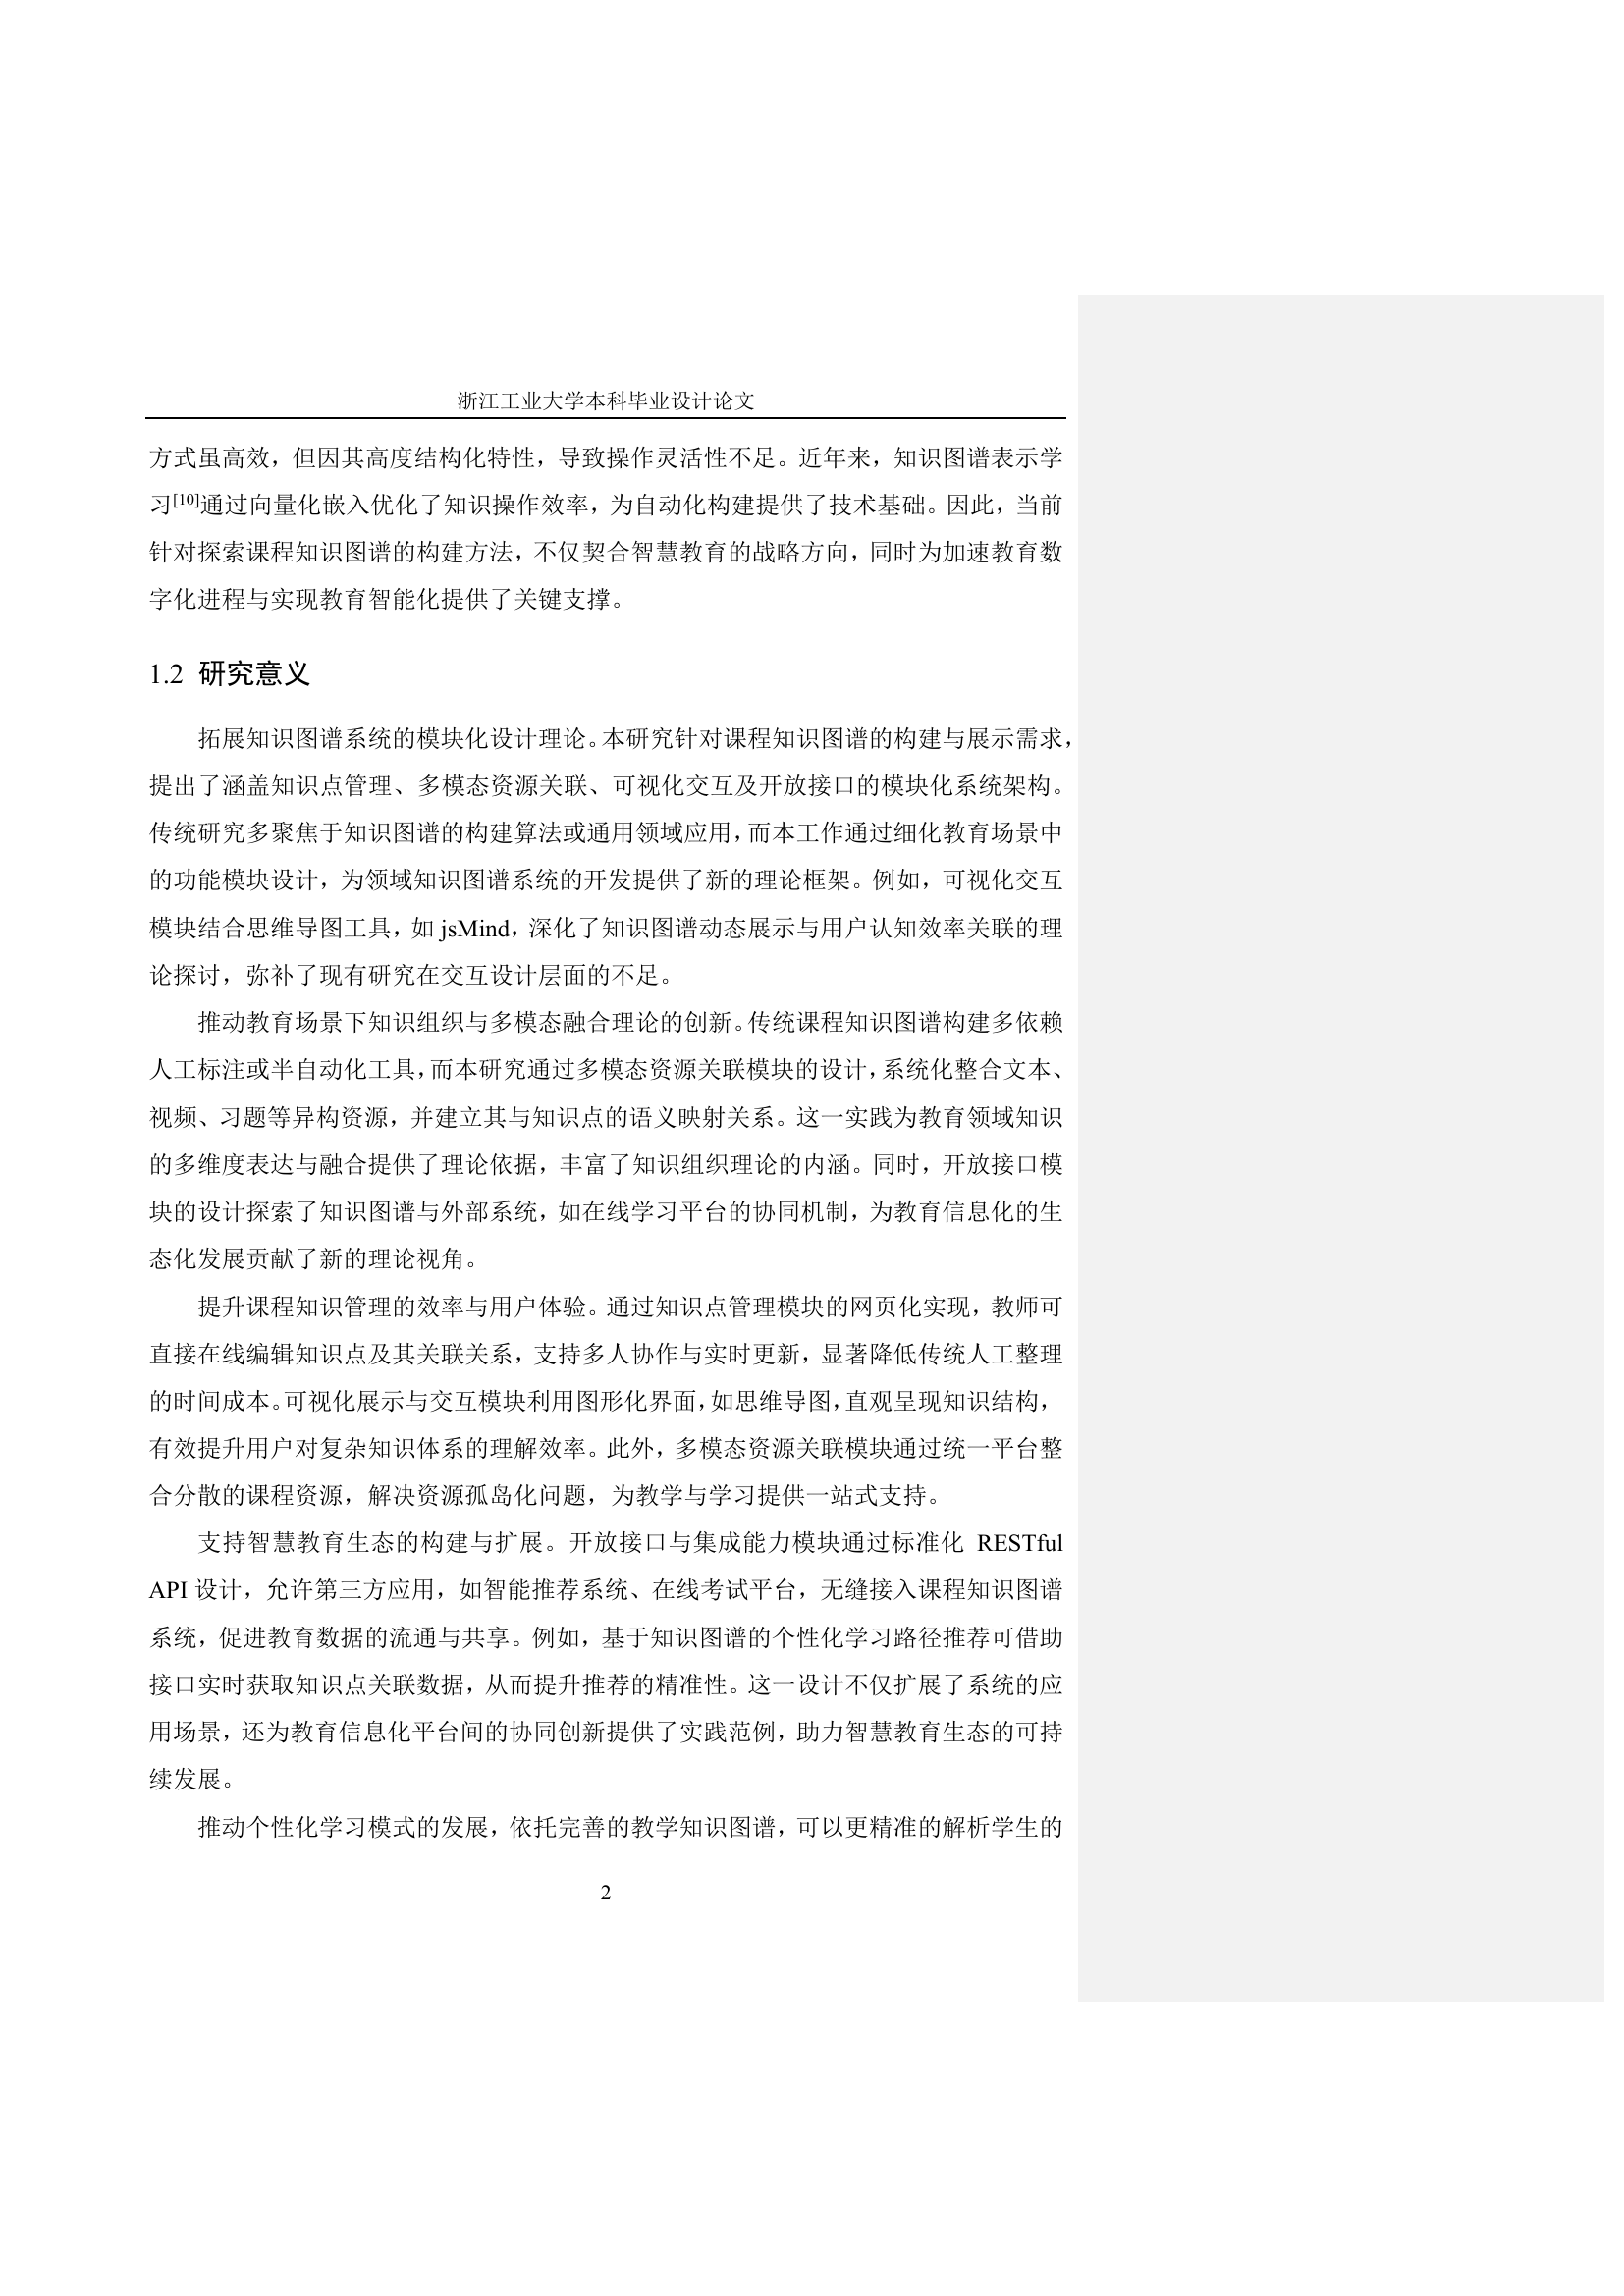 浙江工业大学本科毕业设计论文
方式虽高效，但因其高度结构化特性，导致操作灵活性不足。近年来，知识图谱表示学
习[10]通过向量化嵌入优化了知识操作效率，为自动化构建提供了技术基础。因此，当前
针对探索课程知识图谱的构建方法，不仅契合智慧教育的战略方向，同时为加速教育数
字化进程与实现教育智能化提供了关键支撑。
1.2 研究意义
拓展知识图谱系统的模块化设计理论。本研究针对课程知识图谱的构建与展示需求，
提出了涵盖知识点管理、多模态资源关联、可视化交互及开放接口的模块化系统架构。
传统研究多聚焦于知识图谱的构建算法或通用领域应用，而本工作通过细化教育场景中
的功能模块设计，为领域知识图谱系统的开发提供了新的理论框架。例如，可视化交互
模块结合思维导图工具，如 jsMind，深化了知识图谱动态展示与用户认知效率关联的理
论探讨，弥补了现有研究在交互设计层面的不足。
推动教育场景下知识组织与多模态融合理论的创新。传统课程知识图谱构建多依赖
人工标注或半自动化工具，而本研究通过多模态资源关联模块的设计，系统化整合文本、
视频、习题等异构资源，并建立其与知识点的语义映射关系。这一实践为教育领域知识
的多维度表达与融合提供了理论依据，丰富了知识组织理论的内涵。同时，开放接口模
块的设计探索了知识图谱与外部系统，如在线学习平台的协同机制，为教育信息化的生
态化发展贡献了新的理论视角。
提升课程知识管理的效率与用户体验。通过知识点管理模块的网页化实现，教师可
直接在线编辑知识点及其关联关系，支持多人协作与实时更新，显著降低传统人工整理
的时间成本。可视化展示与交互模块利用图形化界面，如思维导图，直观呈现知识结构，
有效提升用户对复杂知识体系的理解效率。此外，多模态资源关联模块通过统一平台整
合分散的课程资源，解决资源孤岛化问题，为教学与学习提供一站式支持。
支持智慧教育生态的构建与扩展。开放接口与集成能力模块通过标准化 RESTful
API 设计，允许第三方应用，如智能推荐系统、在线考试平台，无缝接入课程知识图谱
系统，促进教育数据的流通与共享。例如，基于知识图谱的个性化学习路径推荐可借助
接口实时获取知识点关联数据，从而提升推荐的精准性。这一设计不仅扩展了系统的应
用场景，还为教育信息化平台间的协同创新提供了实践范例，助力智慧教育生态的可持
续发展。
推动个性化学习模式的发展，依托完善的教学知识图谱，可以更精准的解析学生的
2